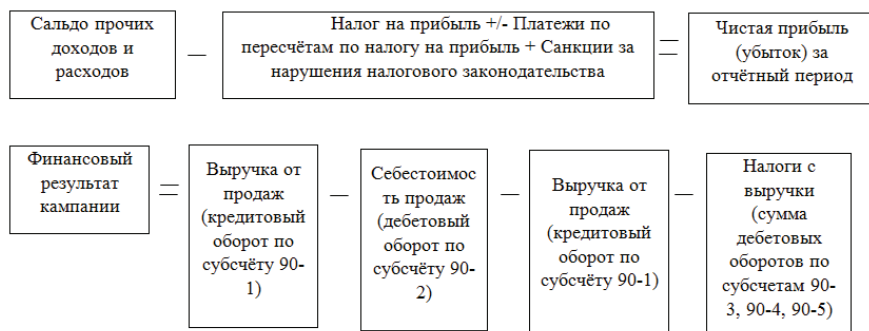 Сальдо прочих
доходов и
расходов
—
Налог на прибыль +/- Платежи по
пересчётам по налогу на прибыль + Санкции за
нарушения налогового законодательства
=
Чистая прибыль
(убыток) за
отчётный период
Финансовый
результат
кампании
=
Выручка от
продаж
(кредитовый
оборот по
субсчёту 90-
1)
—
Себестоимос
ть продаж
(дебетовый
оборот по
субсчёту 90-
2)
—
Выручка от
продаж
(кредитовый
оборот по
субсчёту 90-1)
—
Налоги с
выручки
(сумма
дебетовых
оборотов по
субсчетам 90-
3, 90-4, 90-5)